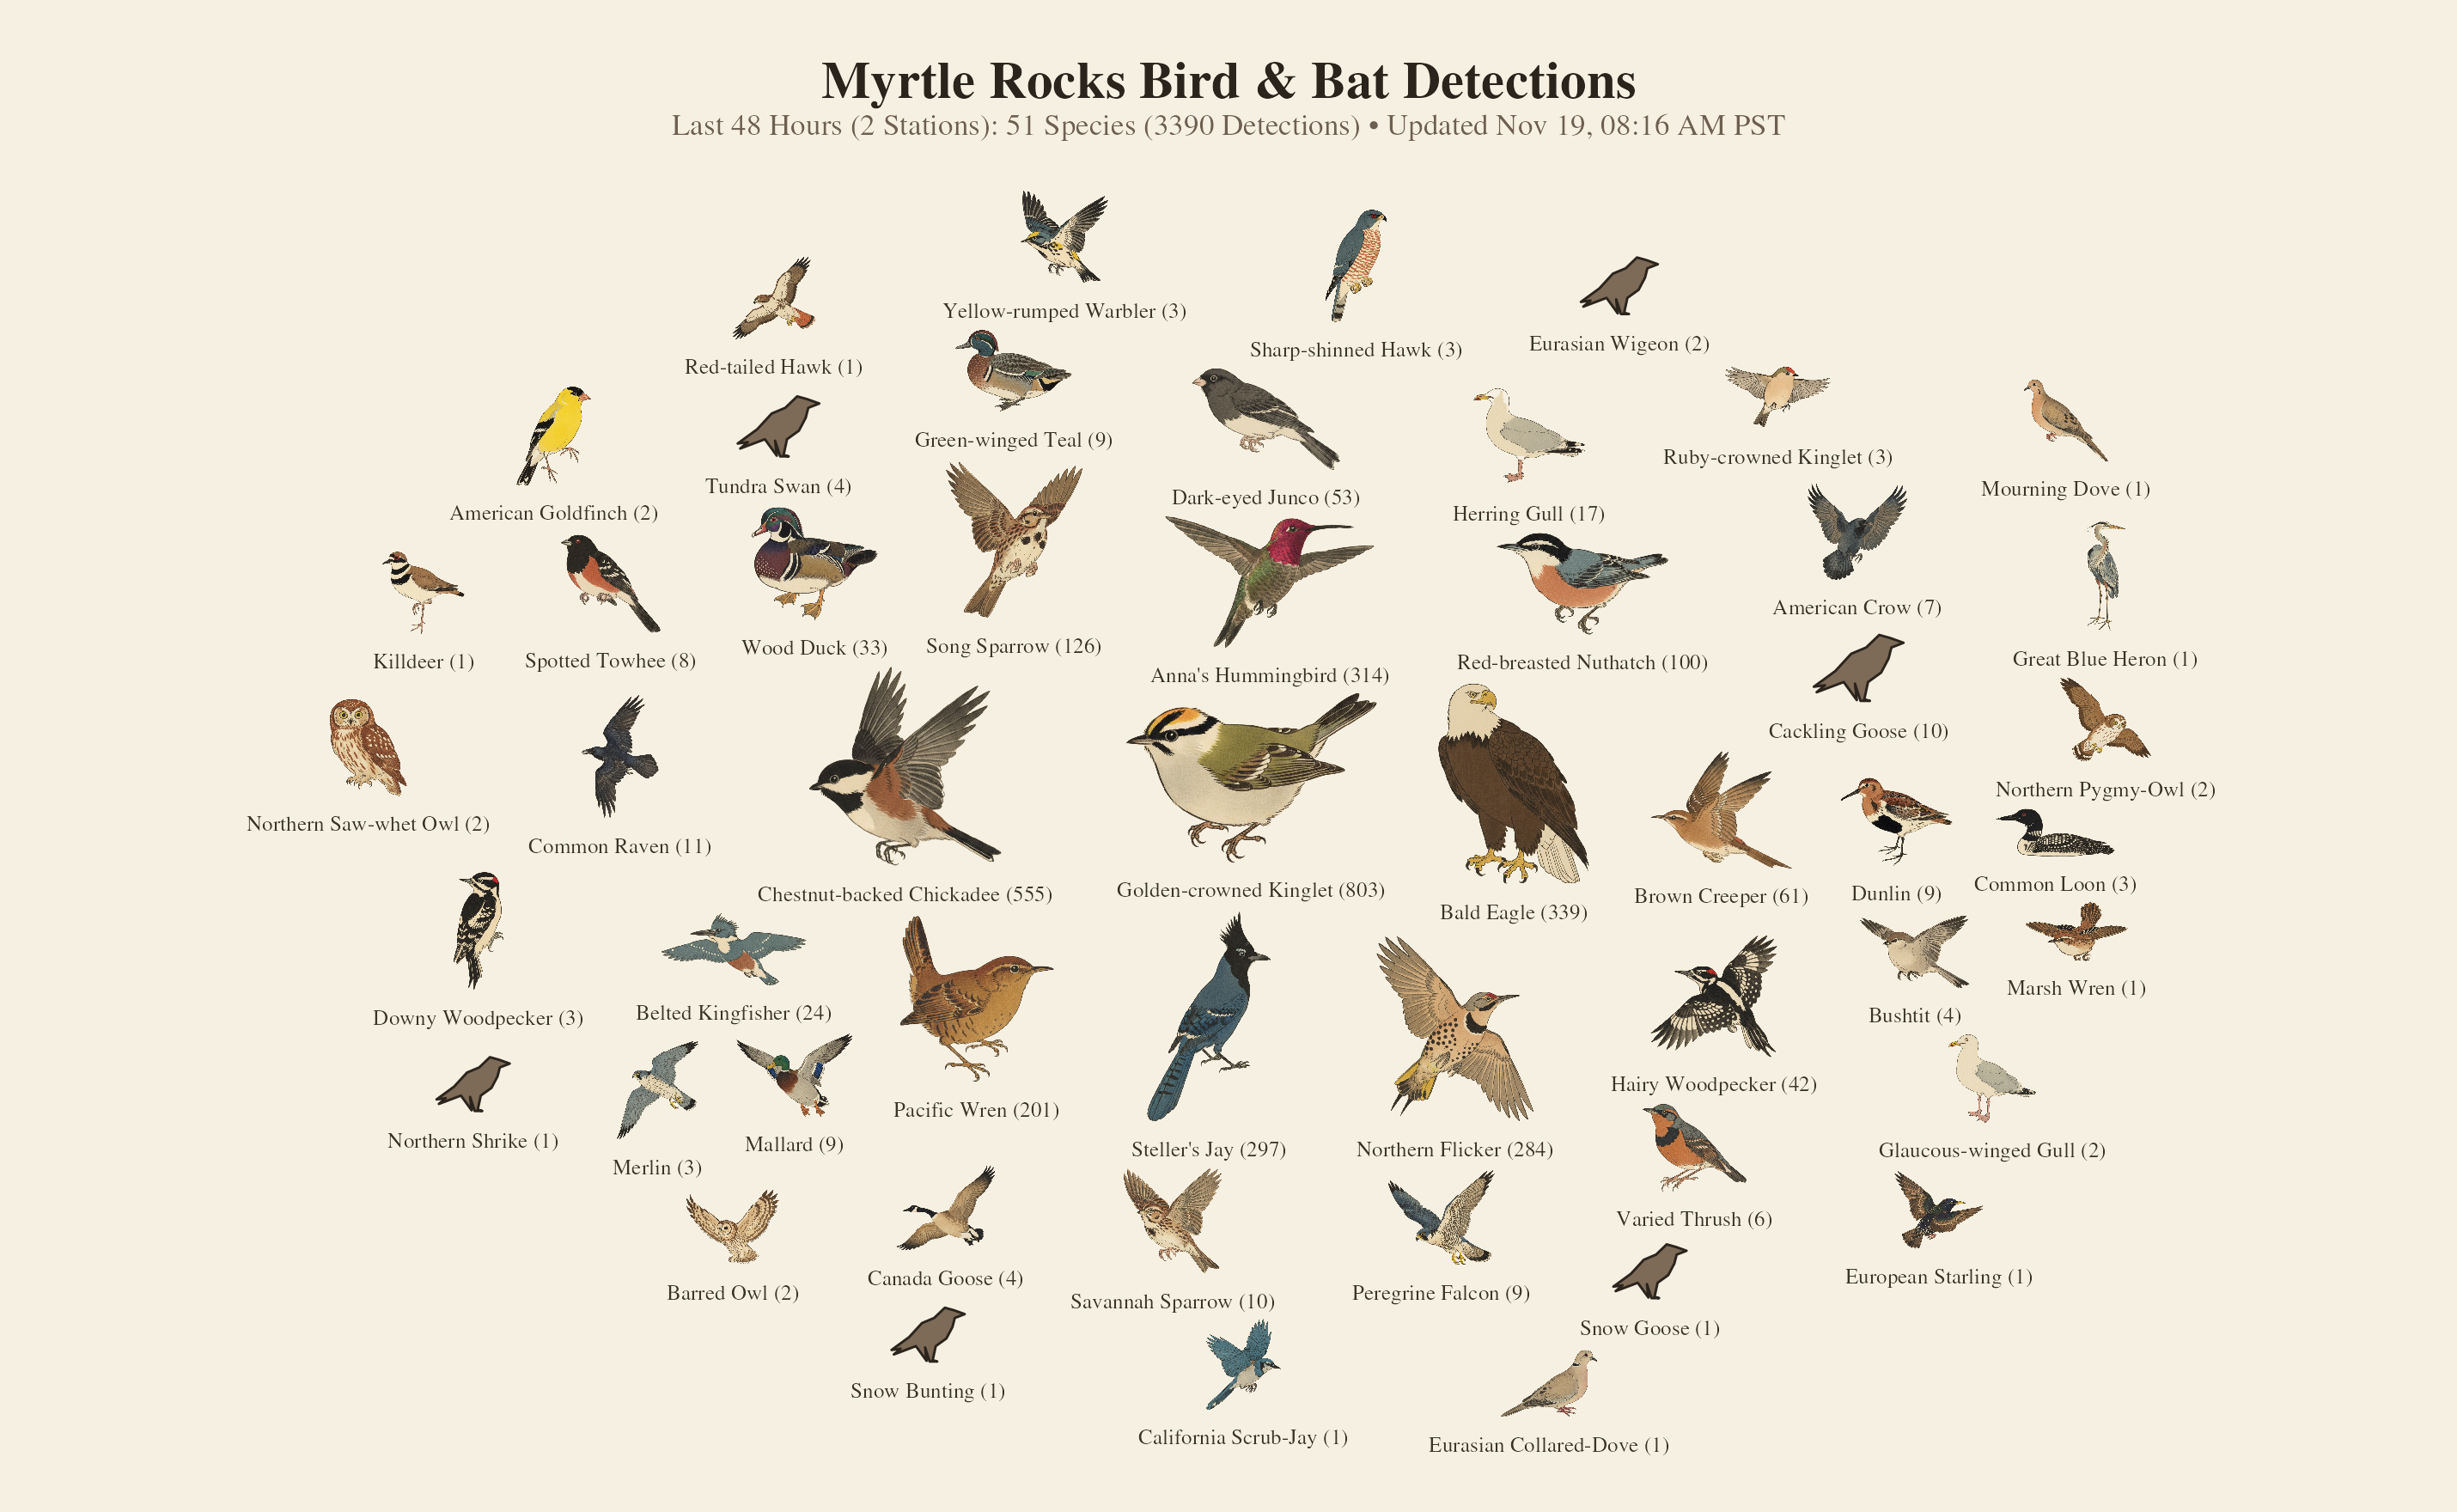 Myrtle Rocks Bird & Bat Detections
Last 48 Hours (2 Stations): 51 Species (3390 Detections) • Updated Nov 19, 08:16 AM PST
Yellow-rumped Warbler (3)
Sharp-shinned Hawk (3)
Eurasian Wigeon (2)
Red-tailed Hawk (1)
Green-winged Teal (9)
Ruby-crowned Kinglet (3)
Tundra Swan (4)
Mourning Dove (1)
Dark-eyed Junco (53)
American Goldfinch (2)
Herring Gull (17)
American Crow (7)
Song Sparrow (126)
Wood Duck (33)
Great Blue Heron (1)
Killdeer (1)
Spotted Towhee (8)
Red-breasted Nuthatch (100)
Anna's Hummingbird (314)
Cackling Goose (10)
Northern Pygmy-Owl (2)
Northern Saw-whet Owl (2)
Common Raven (11)
Common Loon (3)
Golden-crowned Kinglet (803)
Chestnut-backed Chickadee (555)
Dunlin (9)
Brown Creeper (61)
Bald Eagle (339)
Marsh Wren (1)
Belted Kingfisher (24)
Bushtit (4)
Downy Woodpecker (3)
Hairy Woodpecker (42)
Pacific Wren (201)
Northern Shrike (1)
Mallard (9)
Steller's Jay (297)
Northern Flicker (284)
Glaucous-winged Gull (2)
Merlin (3)
Varied Thrush (6)
European Starling (1)
Canada Goose (4)
Barred Owl (2)
Peregrine Falcon (9)
Savannah Sparrow (10)
Snow Goose (1)
Snow Bunting (1)
California Scrub-Jay (1)
Eurasian Collared-Dove (1)